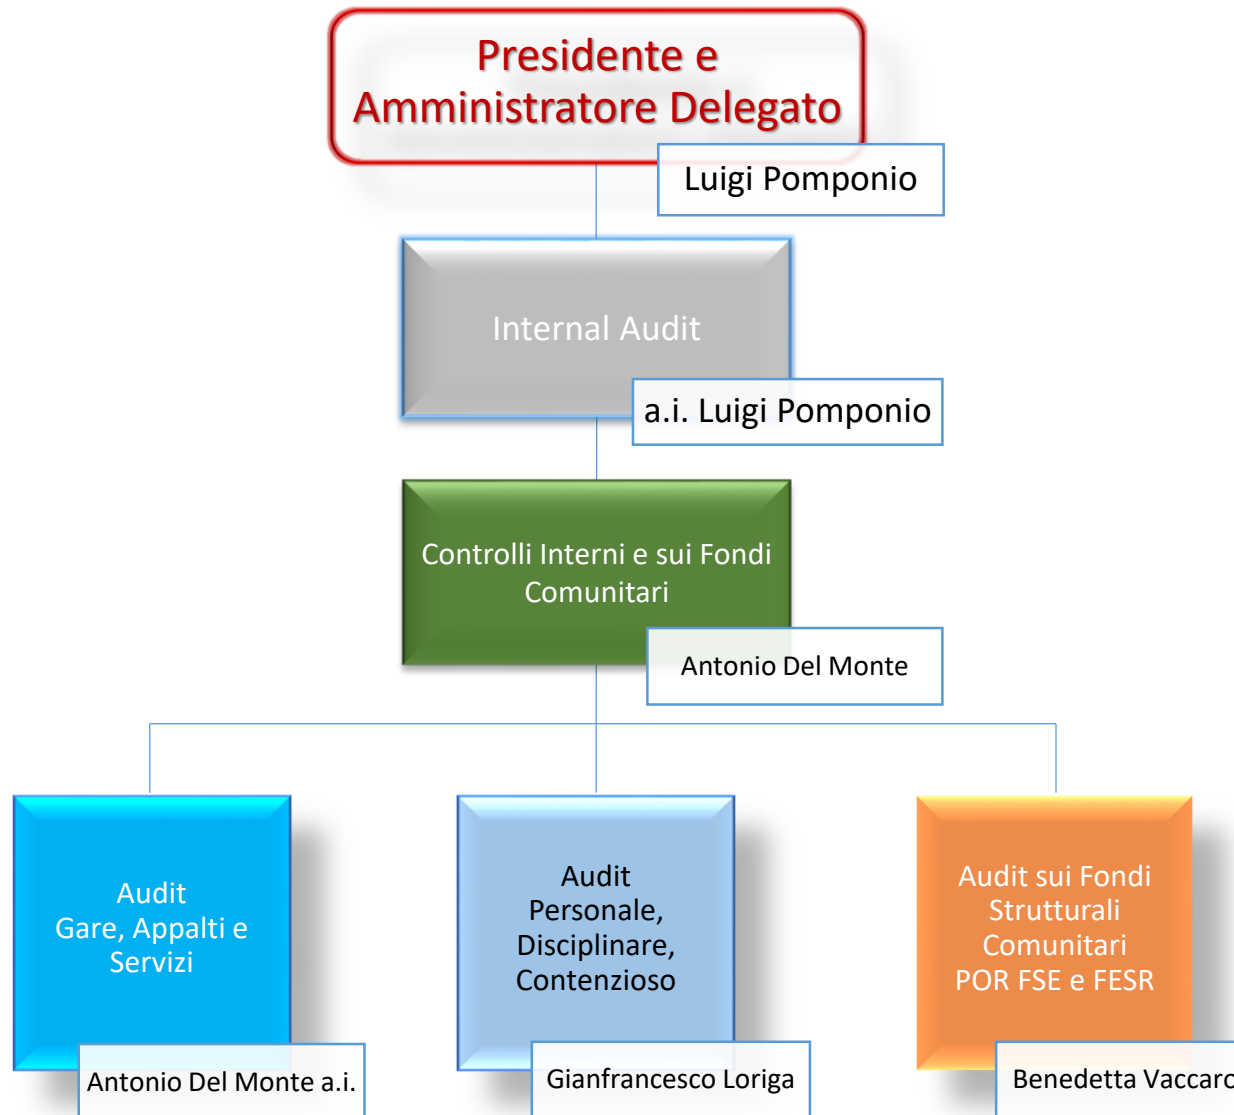 Presidente e
Amministratore Delegato
Luigi Pomponio
Internal Audit
a.i. Luigi Pomponio
Controlli Interni e sui Fondi
Comunitari
Antonio Del Monte
Audit
Gare, Appalti e
Servizi
Antonio Del Monte a.i.
Audit
Personale,
Disciplinare,
Contenzioso
Gianfrancesco Loriga
Audit sui Fondi
Strutturali
Comunitari
POR FSE e FESR
Benedetta Vaccaro